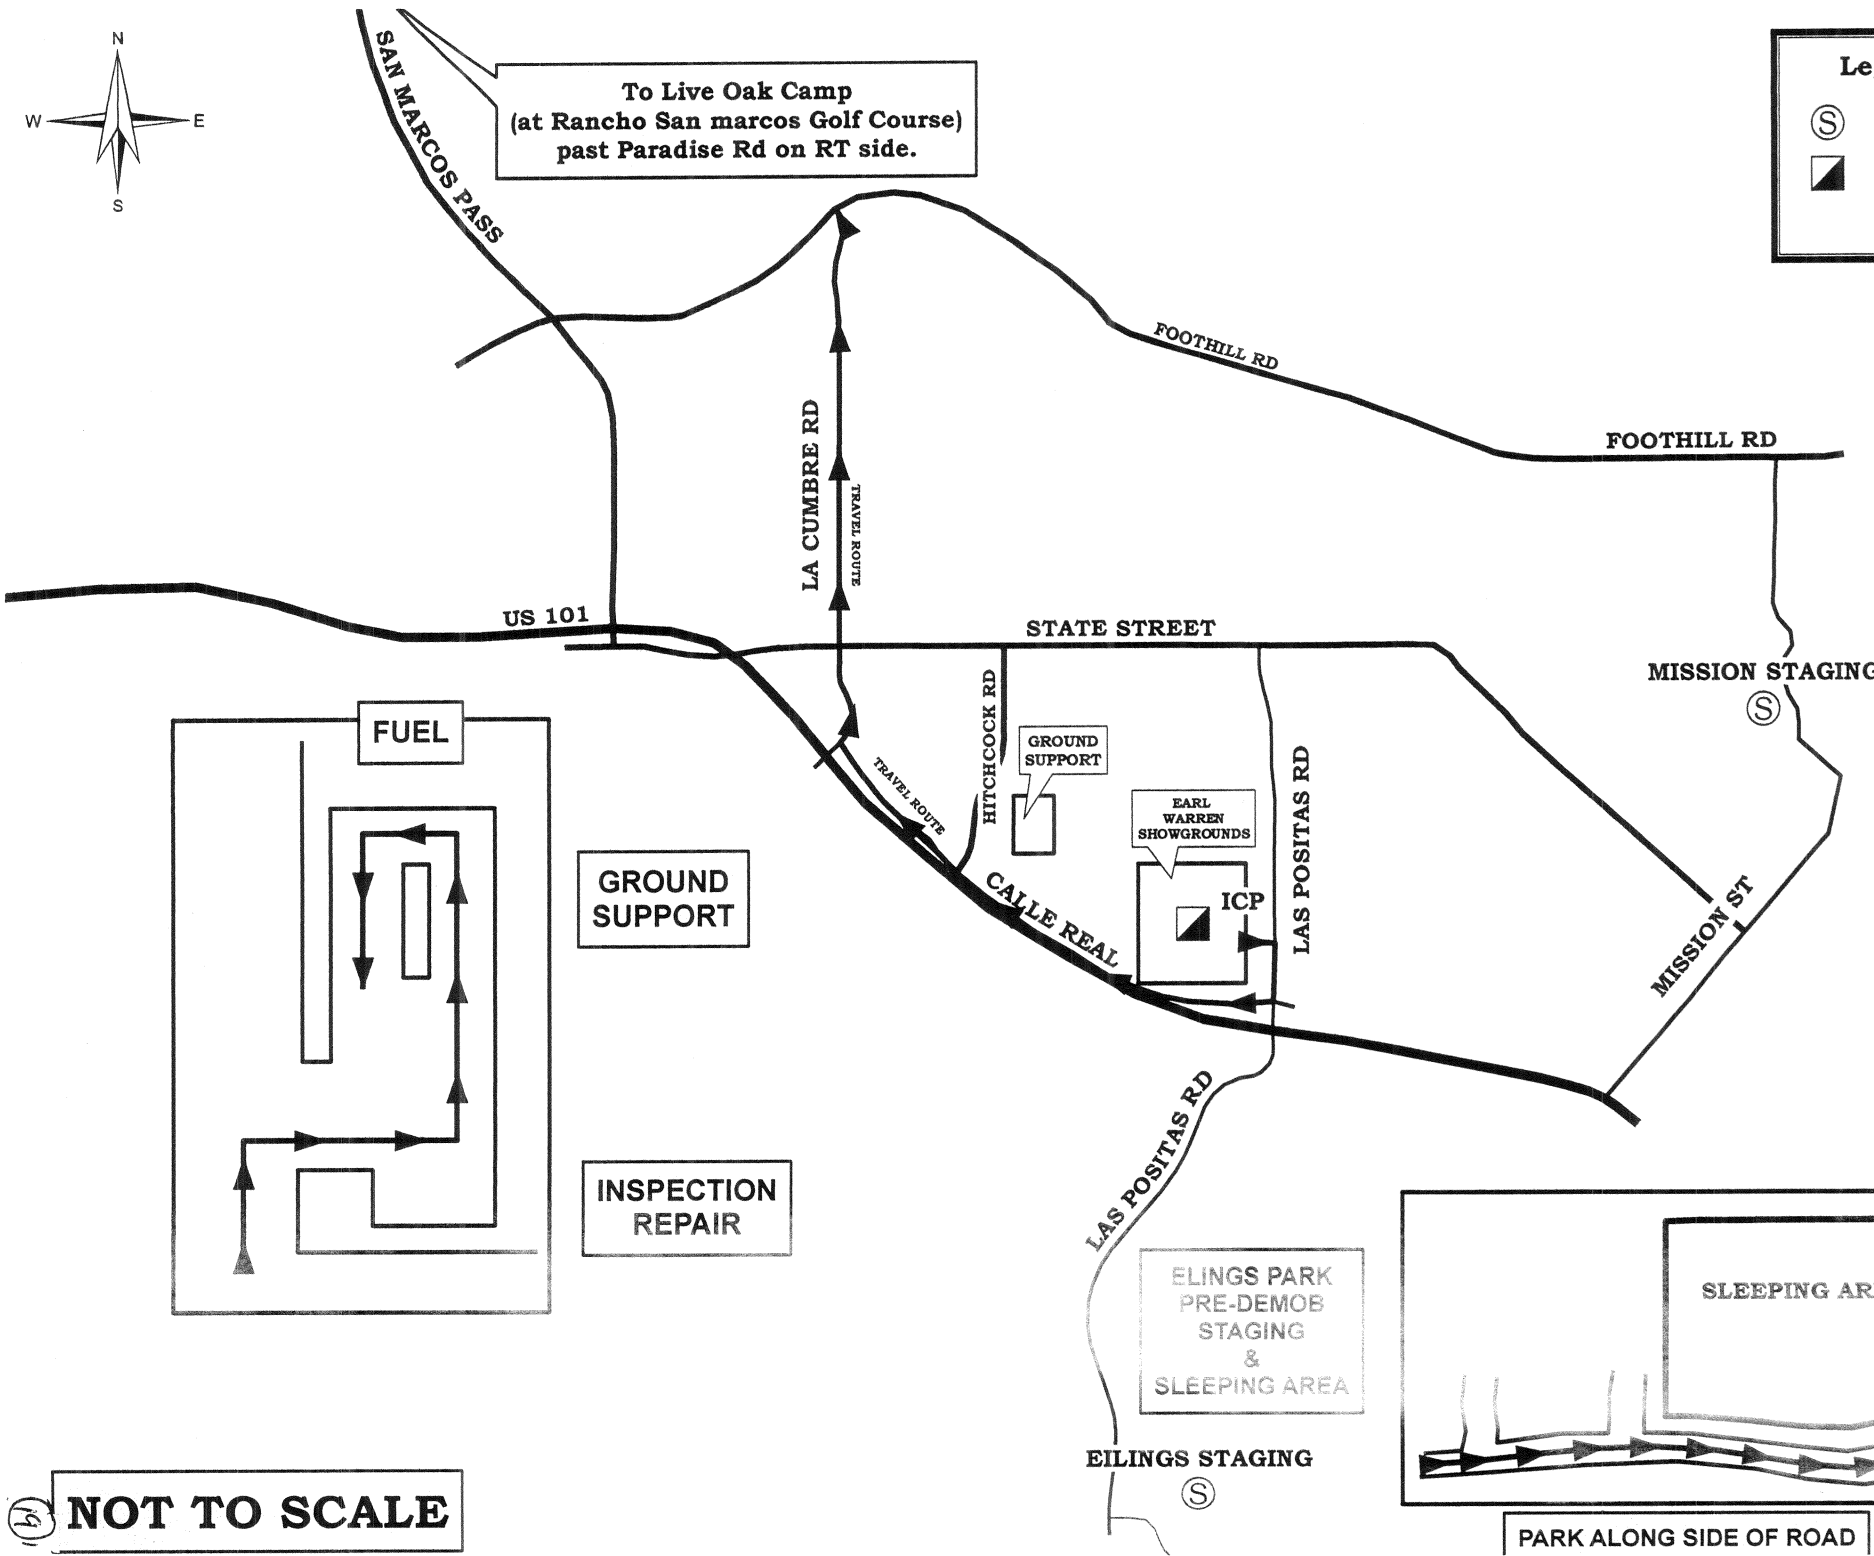 N
W
E
S
SAN MARCOS PASS
To Live Oak Camp
(at Rancho San marcos Golf Course)
past Paradise Rd on RT side.
Le
S
FOOTHILL RD
FOOTHILL RD
LA CUMBRE RD
TRAVEL ROUTE
US 101
STATE STREET
MISSION STAGING
S
HITCHCOCK RD
GROUND
SUPPORT
TRAVEL ROUTE
EARL
WARREN
SHOWGROUNDS
ICP
LAS POSITAS RD
CALLE REAL
MISSION ST
FUEL
GROUND
SUPPORT
INSPECTION
REPAIR
LAS POSITAS RD
ELINGS PARK
PRE-DEMOB
STAGING
&
SLEEPING AREA
EILINGS STAGING
S
SLEEPING AR
PARK ALONG SIDE OF ROAD
NOT TO SCALE